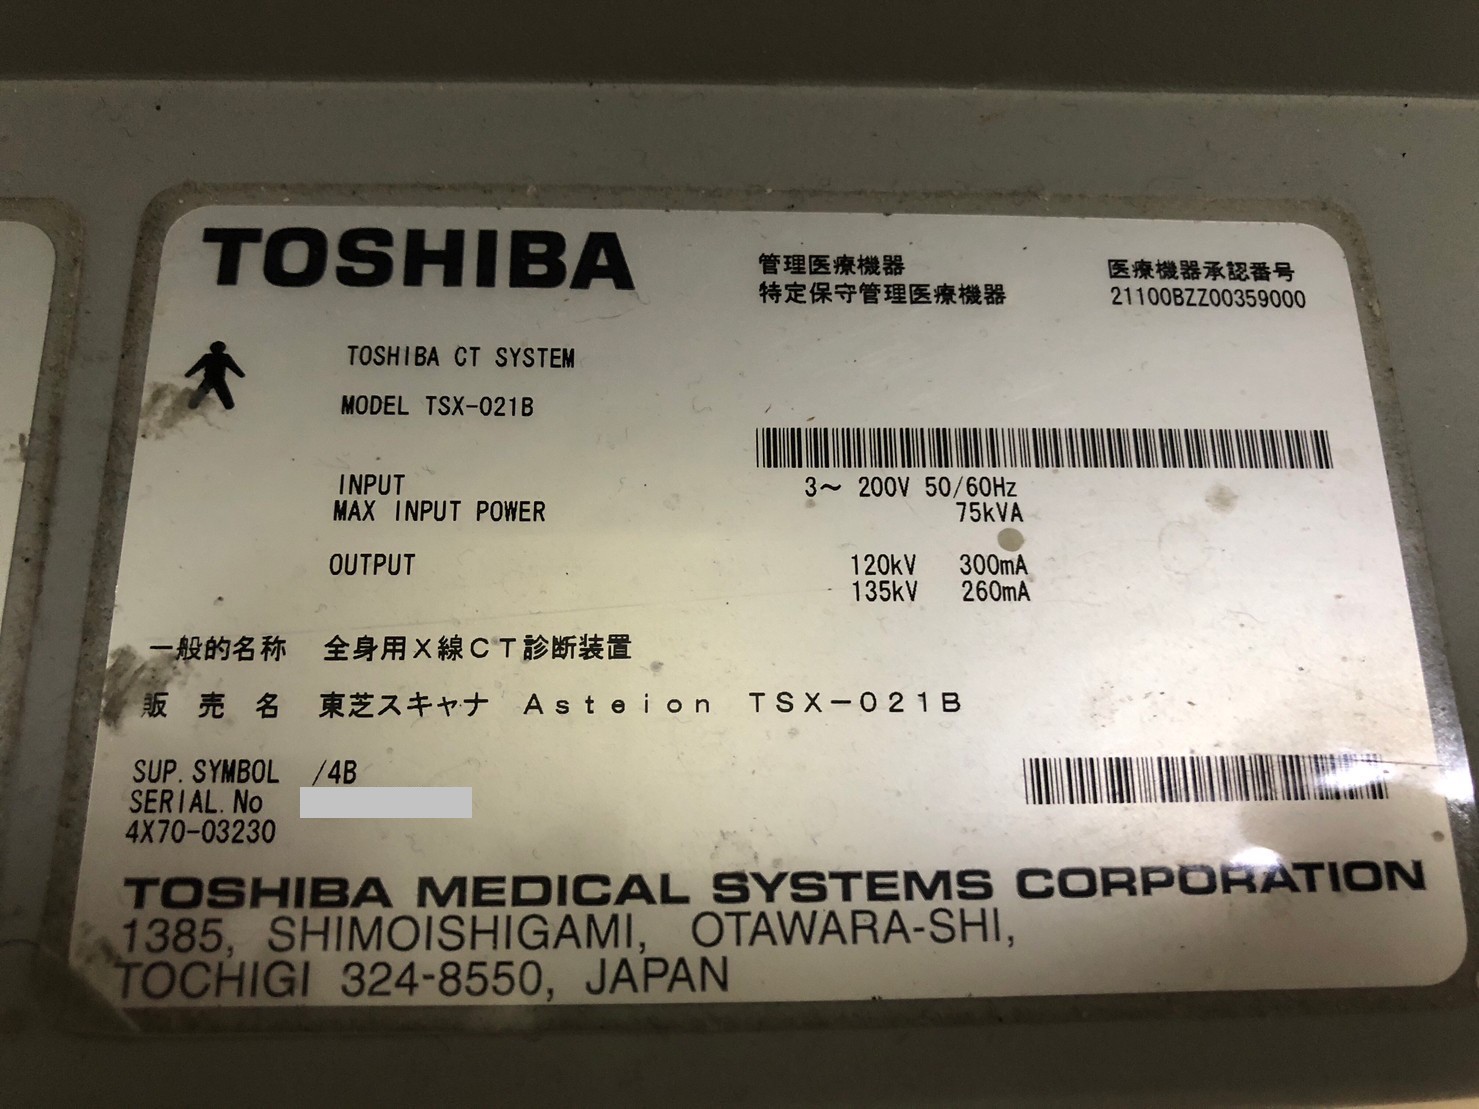 TOSHIBA
管理医療機器
特定保守管理医療機器
医療機器承認番号
21100BZZ00359000
TOSHIBA CT SYSTEM
MODEL TSX-021B
INPUT 3～ 200V 50/60Hz
MAX INPUT POWER 75kVA
OUTPUT 120kV 300mA
135kV 260mA
一般的名称 全身用X線CT診断装置
販売名 東芝スキャナ Asteion TSX-021B
SUP. SYMBOL /4B
SERIAL. No
4X70-03230
TOSHIBA MEDICAL SYSTEMS CORPORATION
1385, SHIMOISHIGAMI, OTAWARA-SHI,
TOCHIGI 324-8550, JAPAN